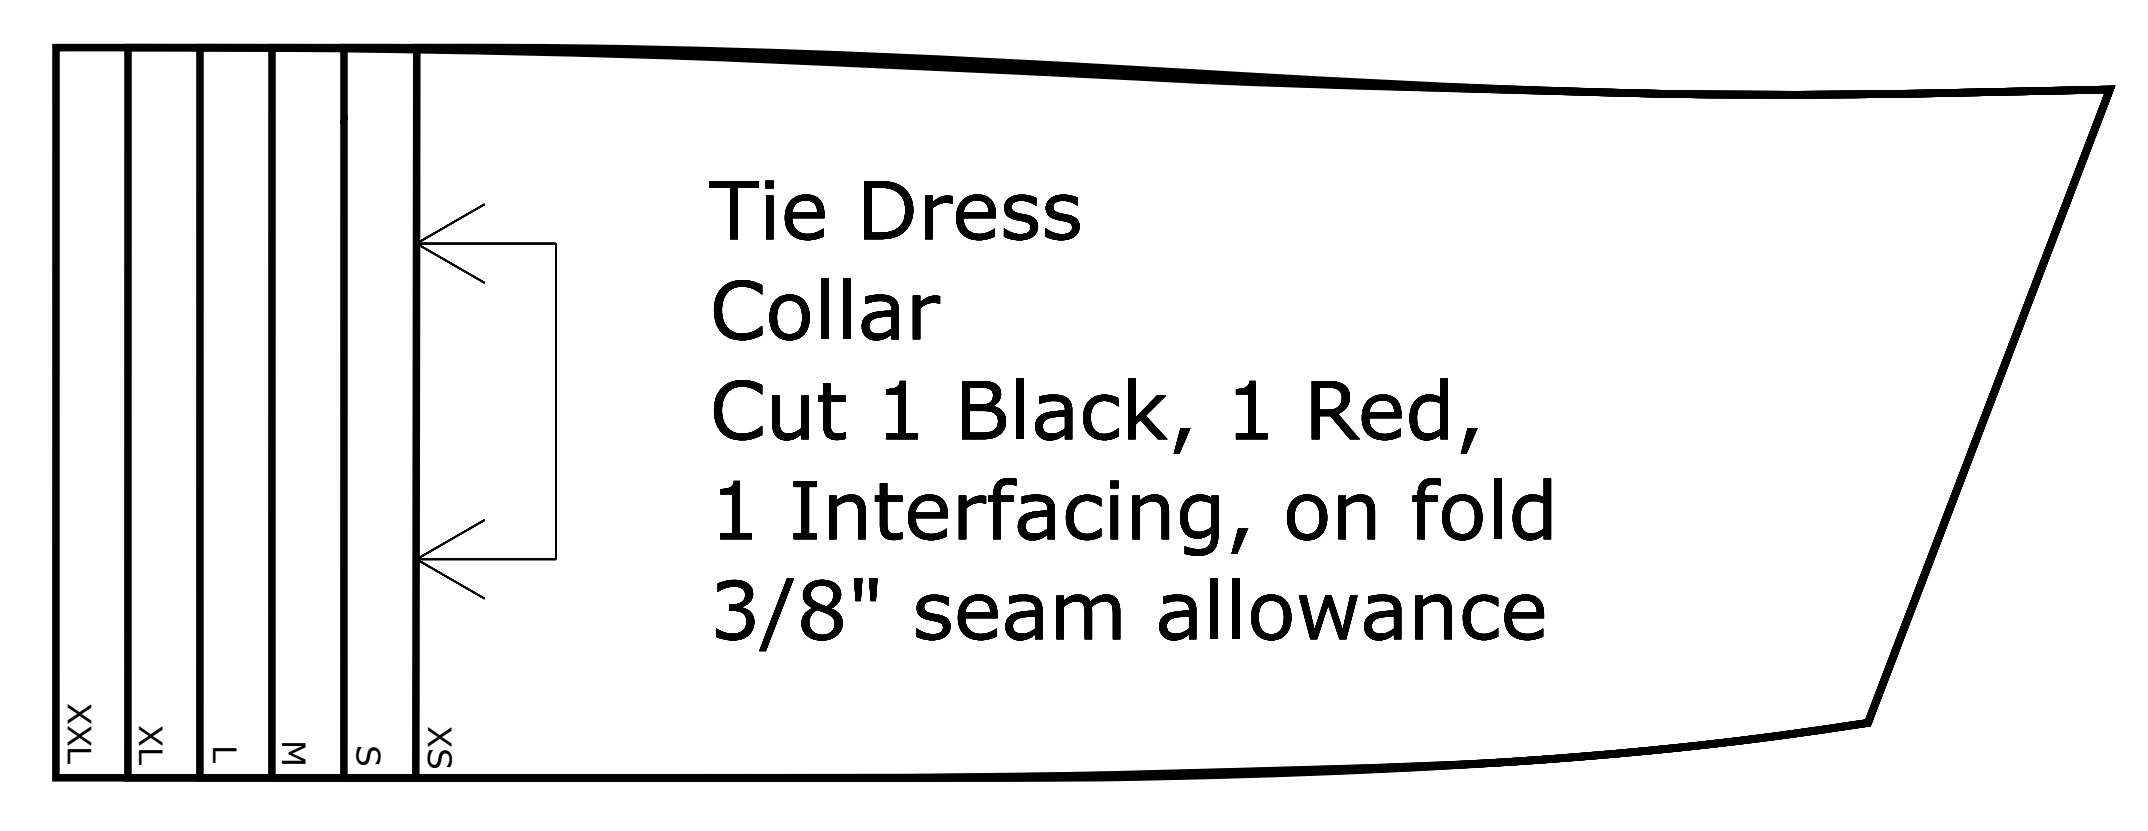 Tie Dress
Collar
Cut 1 Black, 1 Red,
1 Interfacing, on fold
3/8" seam allowance
XXL
XL
L
M
S
XS